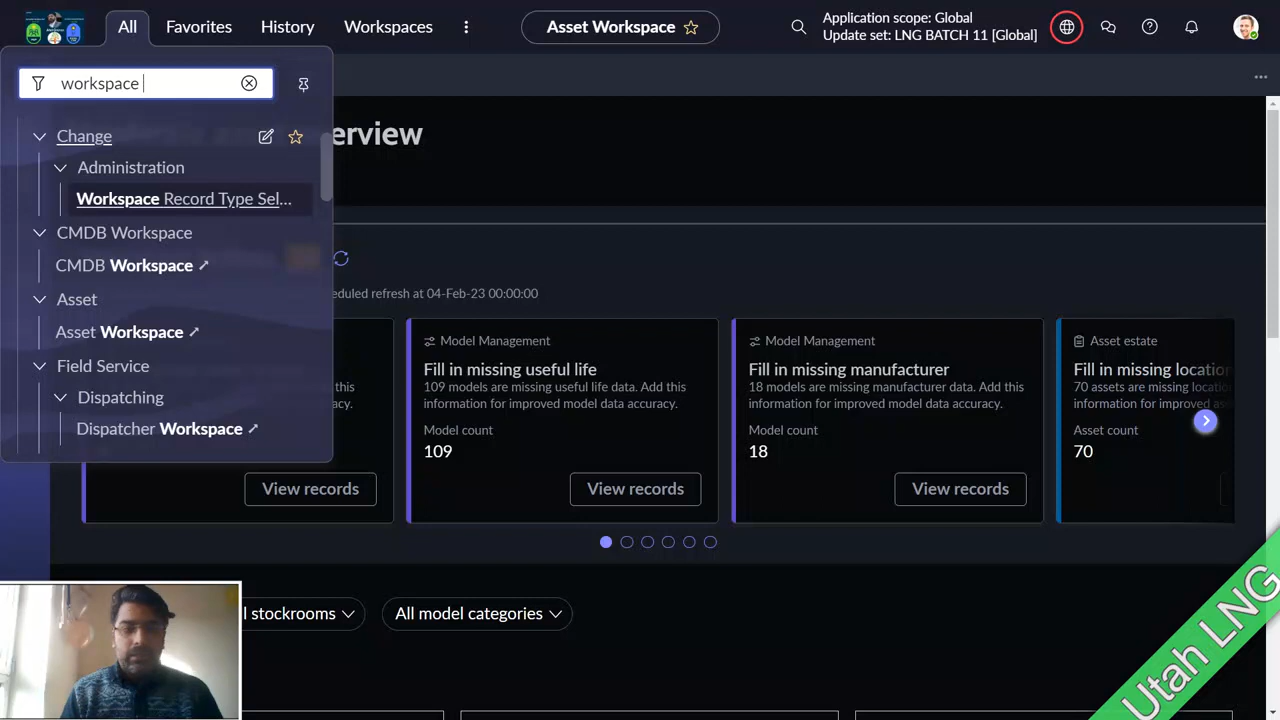 All
Favorites
History
Workspaces
Asset Workspace
Application scope: Global
Update set: LNG BATCH 11 [Global]
workspace
Change
Administration
Workspace Record Type Sel...
CMDB Workspace
CMDB Workspace
Asset
Asset Workspace
Field Service
Dispatching
Dispatcher Workspace
erview
eduled refresh at 04-Feb-23 00:00:00
this
cy.
View records
Model Management
Fill in missing useful life
109 models are missing useful life data. Add this
information for improved model data accuracy.
Model count
109
View records
Model Management
Fill in missing manufacturer
18 models are missing manufacturer data. Add this
information for improved model data accuracy.
Model count
18
View records
Asset estate
Fill in missing location
70 assets are missing locatio
information for improved as
Asset count
70
l stockrooms
All model categories
Utah LNG